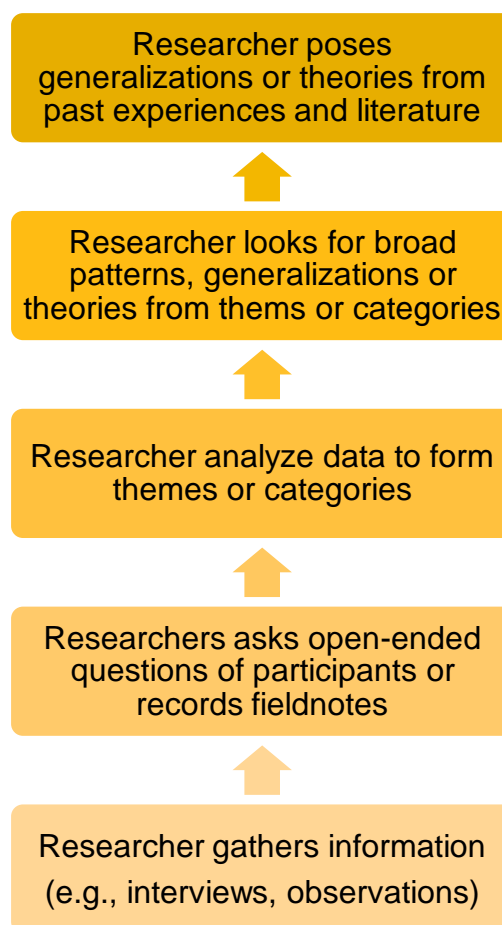 Researcher poses
generalizations or theories from
past experiences and literature
Researcher looks for broad
patterns, generalizations or
theories from thems or categories
Researcher analyze data to form
themes or categories
Researchers asks open-ended
questions of participants or
records fieldnotes
Researcher gathers information
(e.g., interviews, observations)